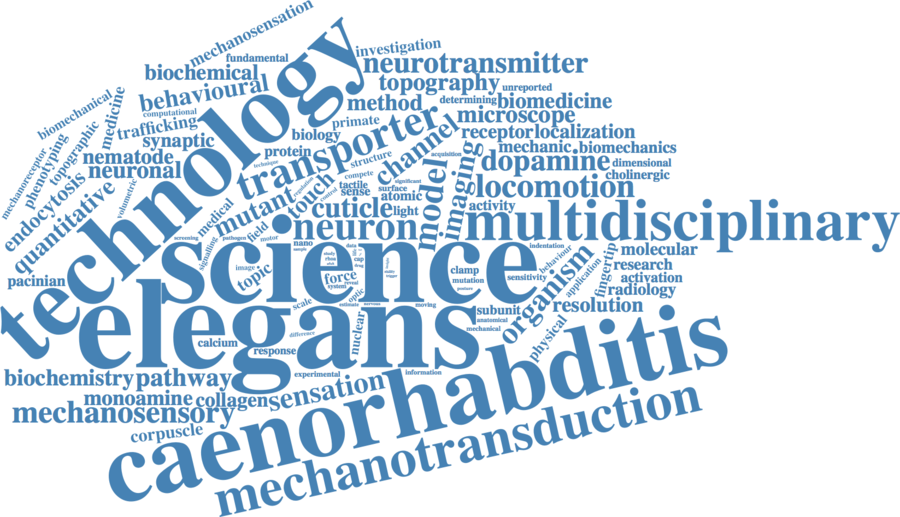 mechanosensation
fundamental
investigation
biochemical
neurotransmitter
technology
behavioural
topography
unreported
computational
method
determining
biomedicine
biomechanical
medicine
trafficking
primate
microscope
synaptic
biology
transporter
channel
receptor
localization
topographic
phenotyping
mechanoreceptor
nematode
protein
structure
acquisition
mechanic
biomechanics
technique
neuronal
dopamine
dimensional
endocytosis
compete
significant
cholinergic
volumetric
regulation
control
tactile
sense
surface
atomic
model
imaging
locomotion
quantitative
mutant
touch
cuticle
light
activity
medical
field
neuron
multidisciplinary
screening
pathogen
motor
nano
sample
data
study
indentation
behaviour
fingertip
molecular
signalling
science
organism
research
image
topic
force
system
clamp
mutation
sensitivity
application
activation
pacinian
posture
radiology
optic
scale
estimate
nervous
moving
subunit
resolution
elegans
anatomical
mechanical
difference
nuclear
physical
calcium
response
biochemistry
pathway
experimental
information
monoamine
collagen
sensation
mechanosensory
caenorhabditis
corpuscle
mechanotransduction